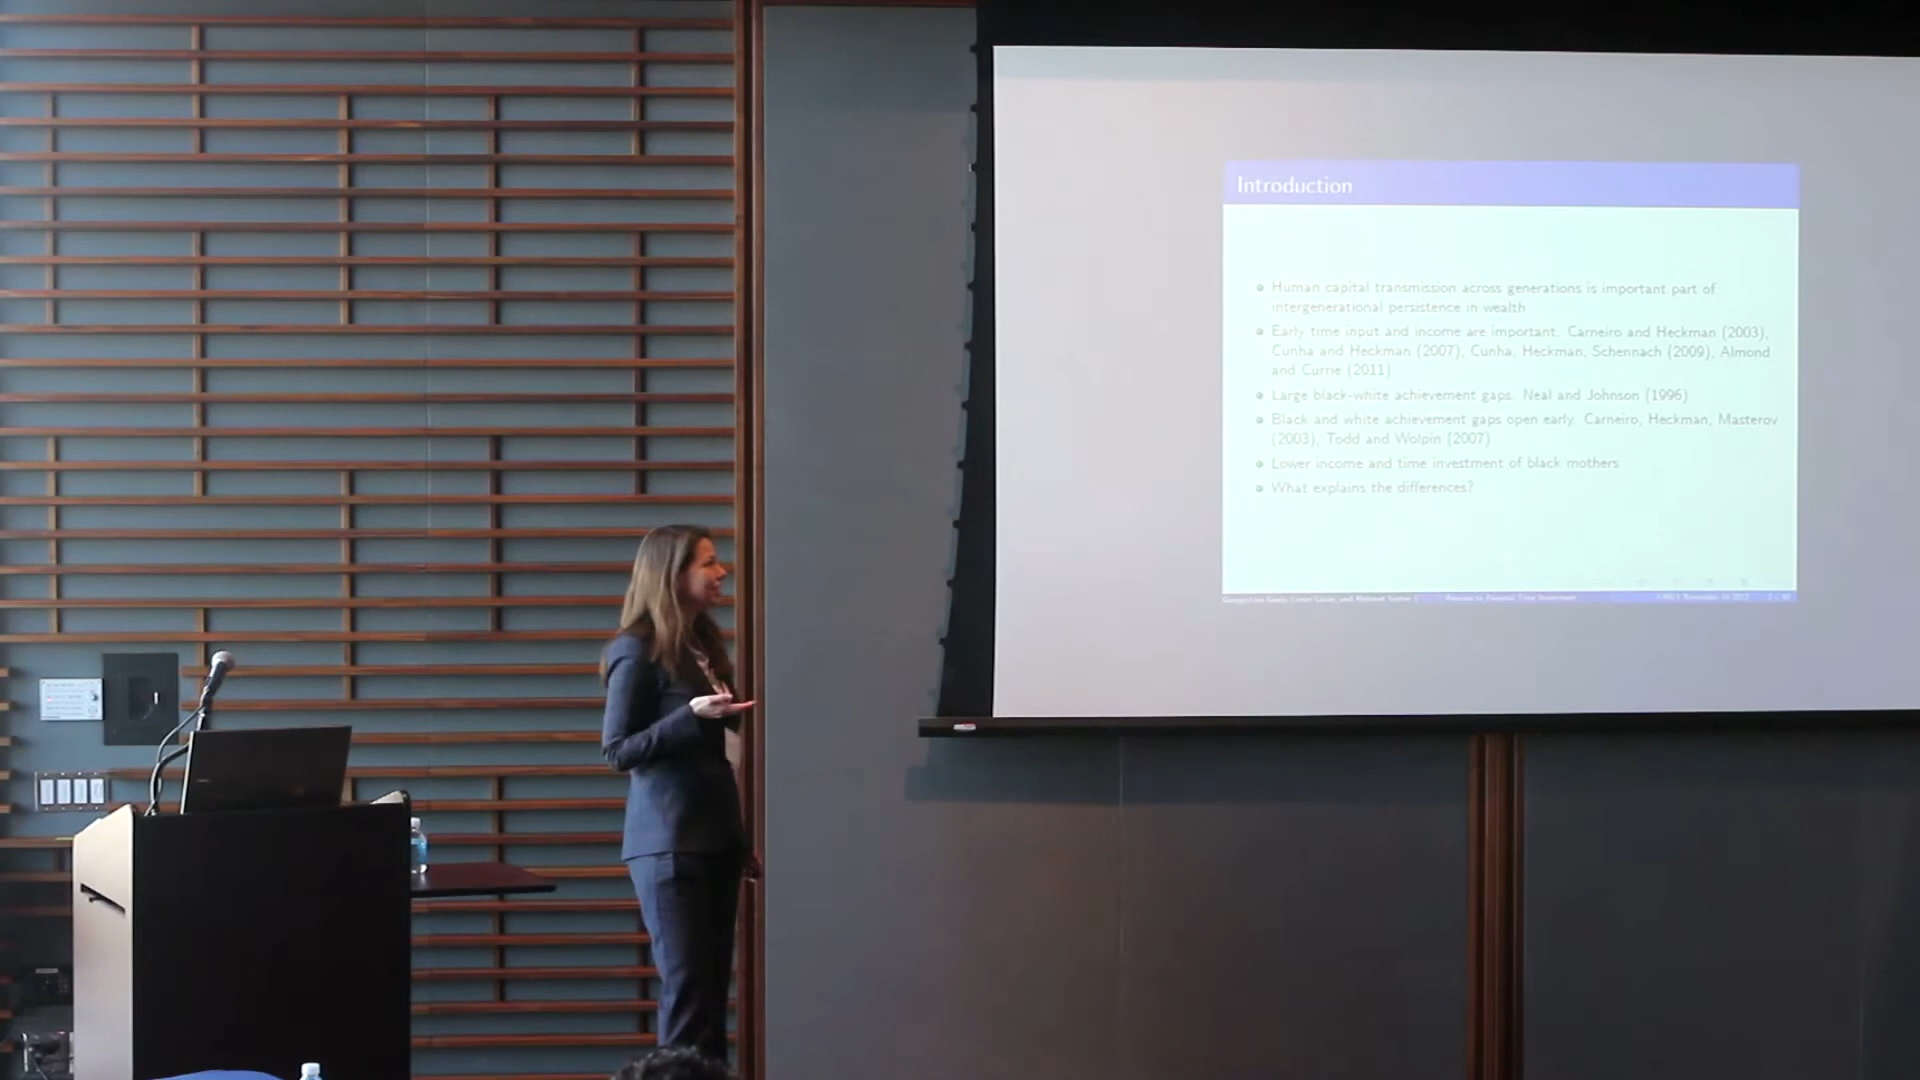 Introduction
Human capital transmission across generations is important part of
intergenerational persistence in wealth
Early time input and income are important. Carneiro and Heckman (2003),
Cunha and Heckman (2007), Cunha, Heckman, Schennach (2009), Almond
and Currie (2011)
Large black-white achievement gaps. Neal and Johnson (1996)
Black and white achievement gaps open early. Carneiro, Heckman, Masterov
(2003), Todd and Wolpin (2007)
Lower income and time investment of black mothers
What explains the differences?